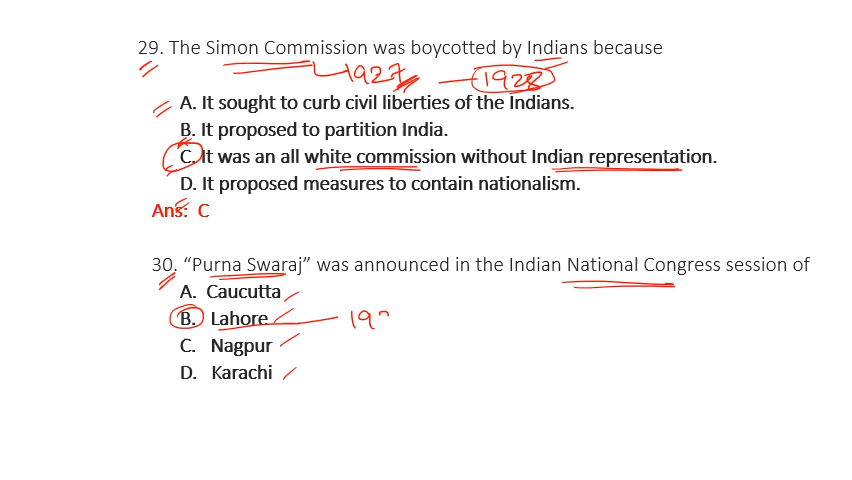 29. The Simon Commission was boycotted by Indians because
1927 1928
A. It sought to curb civil liberties of the Indians.
B. It proposed to partition India.
C. It was an all white commission without Indian representation.
D. It proposed measures to contain nationalism.
Ans: C
30. “Purna Swaraj” was announced in the Indian National Congress session of
A. Caucutta
B. Lahore
C. Nagpur
D. Karachi